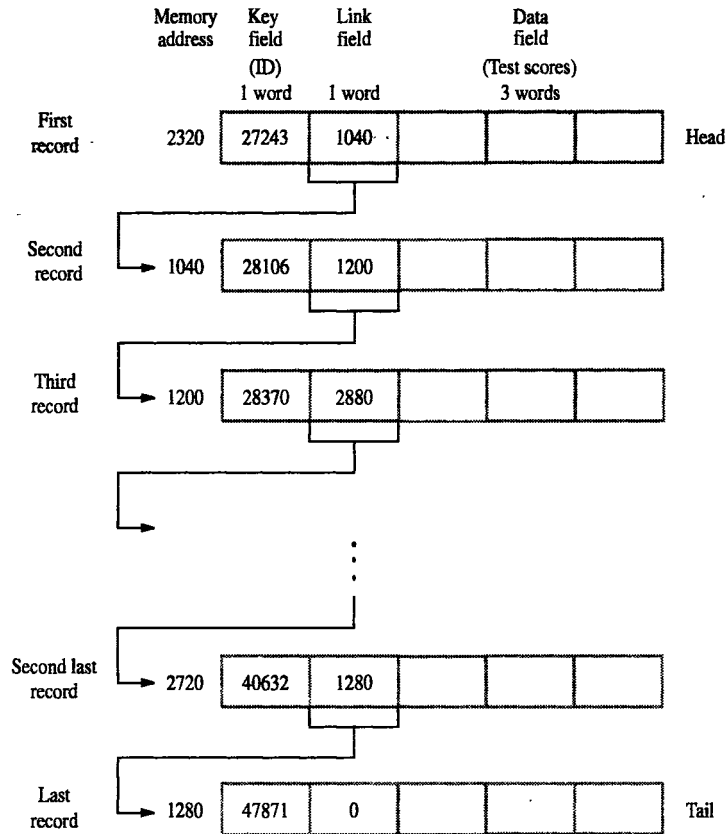 Memory address
Key field (ID) 1 word
Link field 1 word
Data field (Test scores) 3 words
First record 2320 27243 1040 Head
Second record 1040 28106 1200
Third record 1200 28370 2880
Second last record 2720 40632 1280
Last record 1280 47871 0 Tail